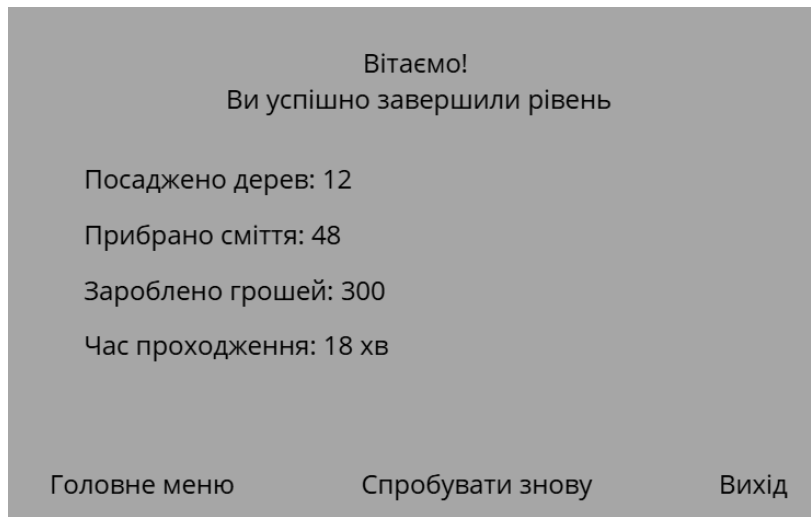 Вітаємо!
Ви успішно завершили рівень
Посаджено дерев: 12
Прибрано сміття: 48
Зароблено грошей: 300
Час проходження: 18 хв
Головне меню Спробувати знову Вихід